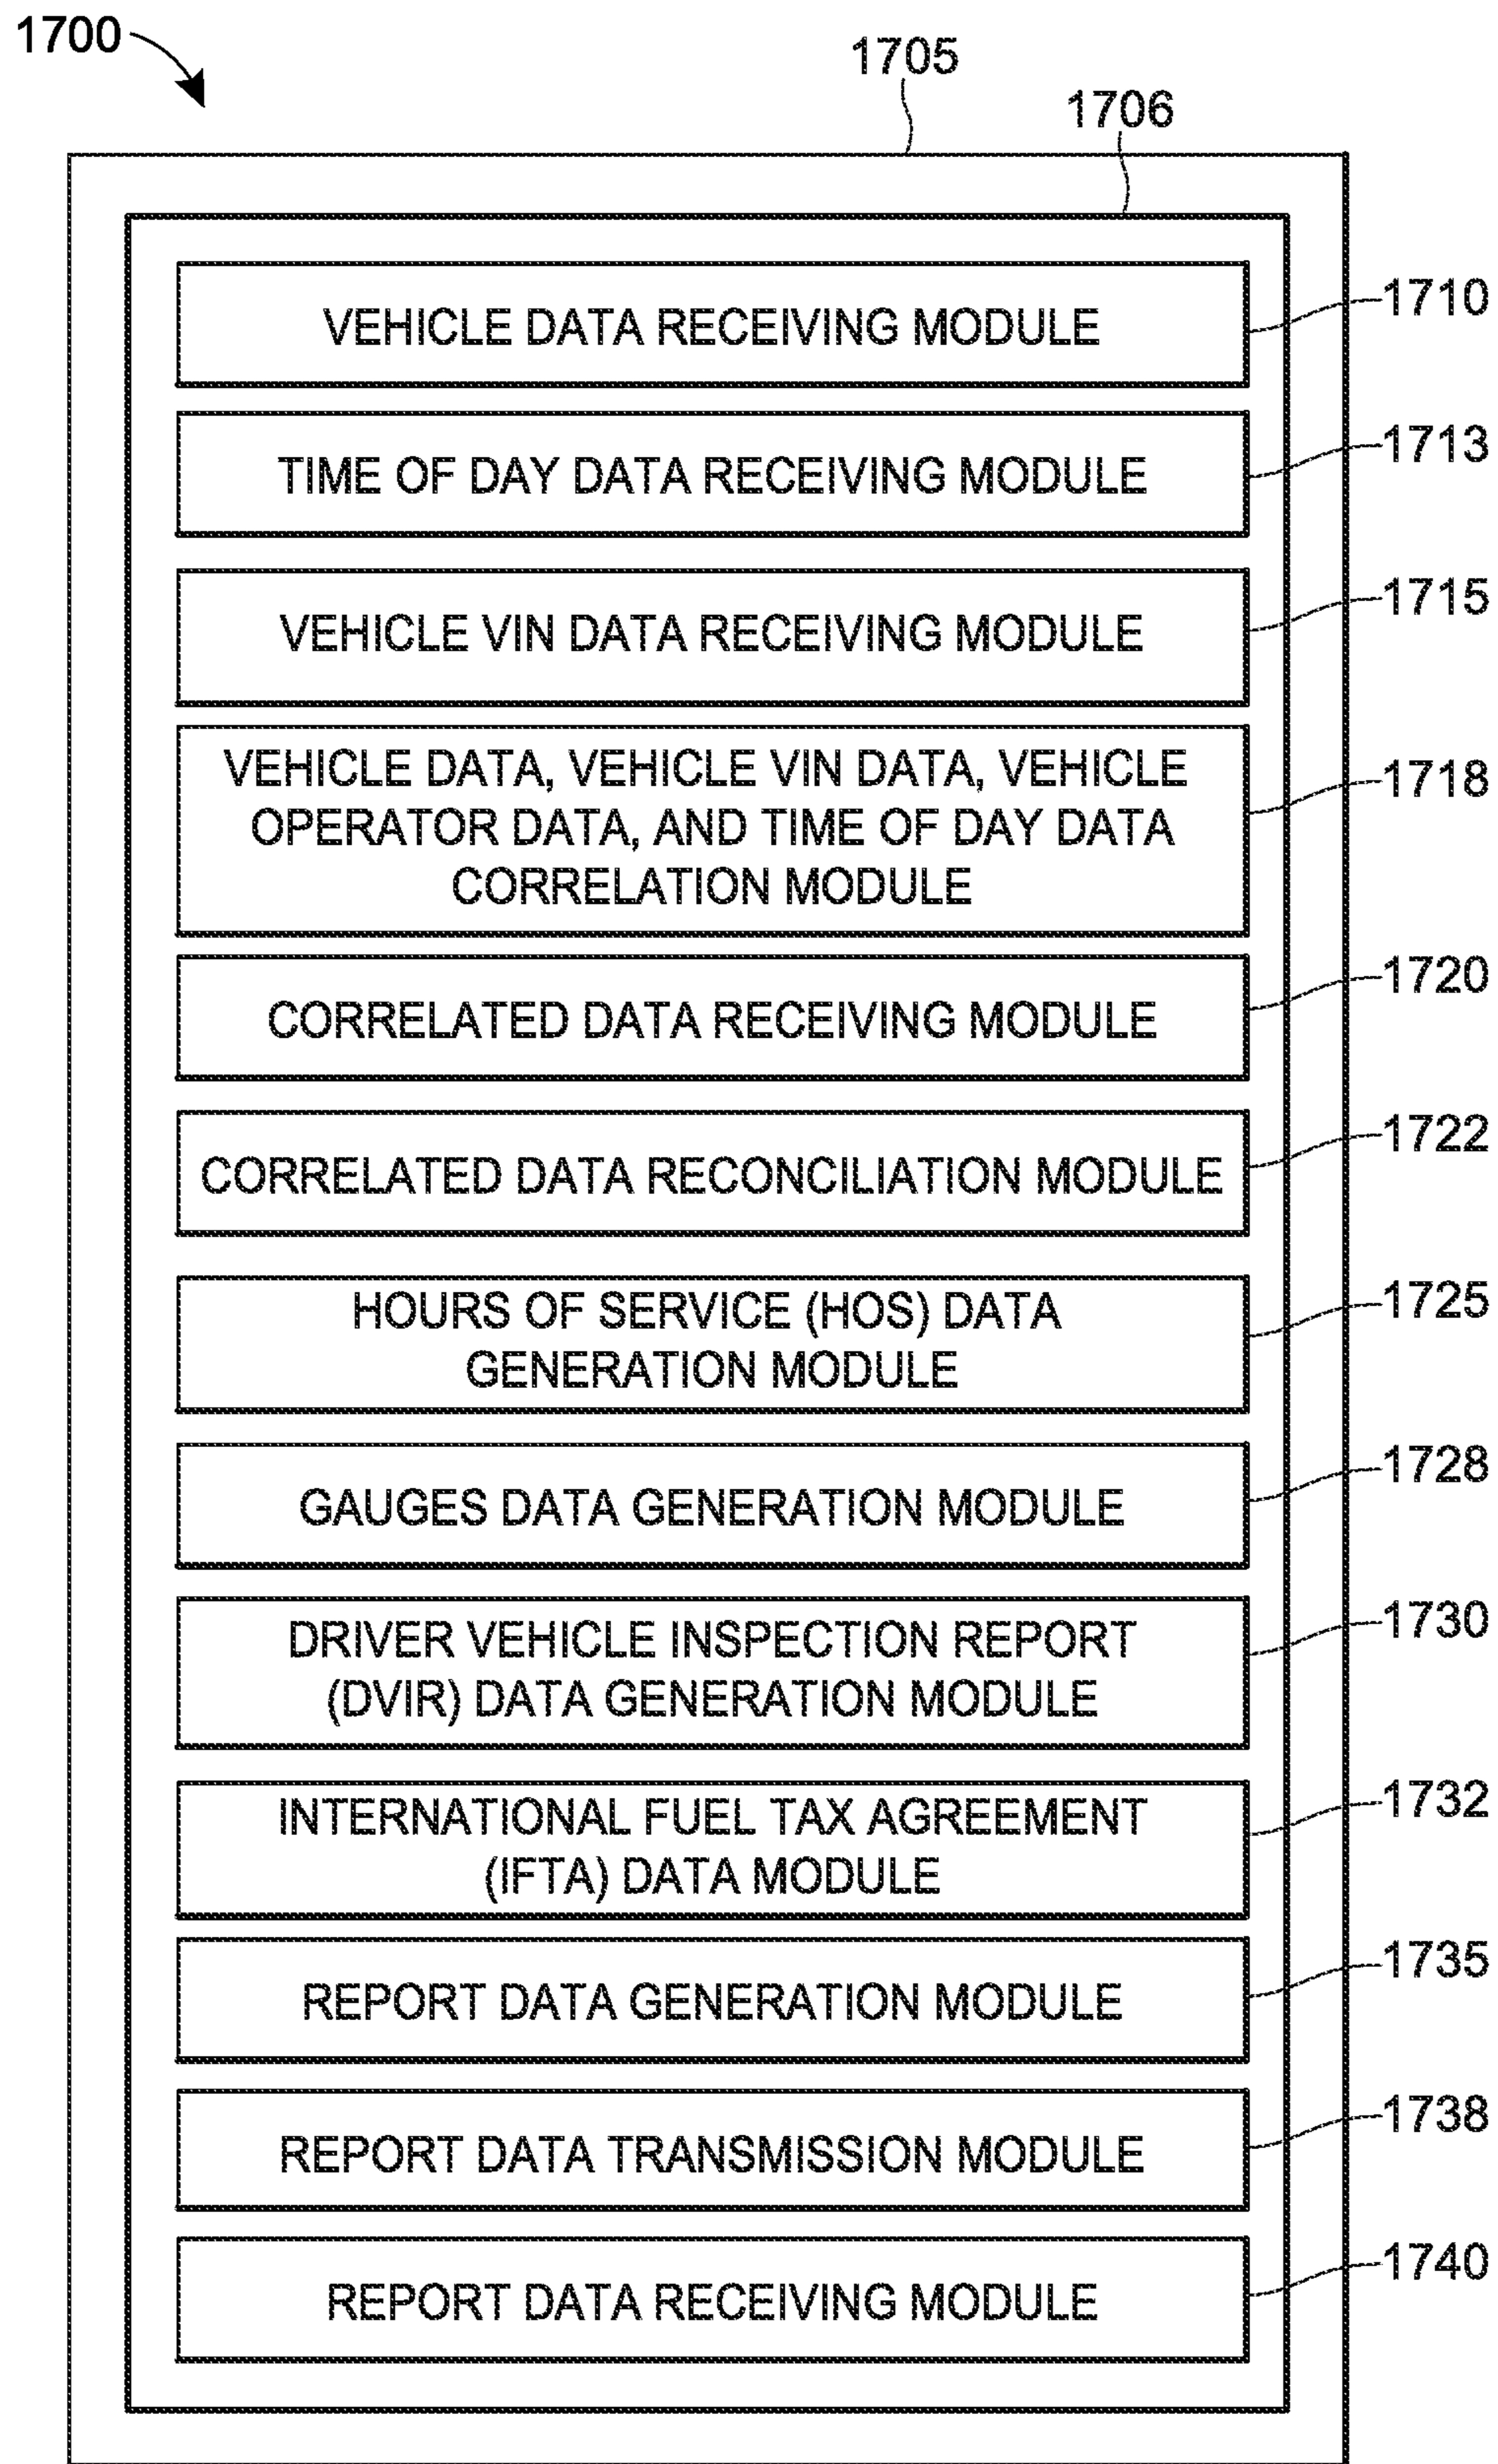 1700
1705
1706
VEHICLE DATA RECEIVING MODULE
1710
TIME OF DAY DATA RECEIVING MODULE
1713
VEHICLE VIN DATA RECEIVING MODULE
1715
VEHICLE DATA, VEHICLE VIN DATA, VEHICLE
OPERATOR DATA, AND TIME OF DAY DATA
CORRELATION MODULE
1718
CORRELATED DATA RECEIVING MODULE
1720
CORRELATED DATA RECONCILIATION MODULE
1722
HOURS OF SERVICE (HOS) DATA
GENERATION MODULE
1725
GAUGES DATA GENERATION MODULE
1728
DRIVER VEHICLE INSPECTION REPORT
(DVIR) DATA GENERATION MODULE
1730
INTERNATIONAL FUEL TAX AGREEMENT
(IFTA) DATA MODULE
1732
REPORT DATA GENERATION MODULE
1735
REPORT DATA TRANSMISSION MODULE
1738
REPORT DATA RECEIVING MODULE
1740